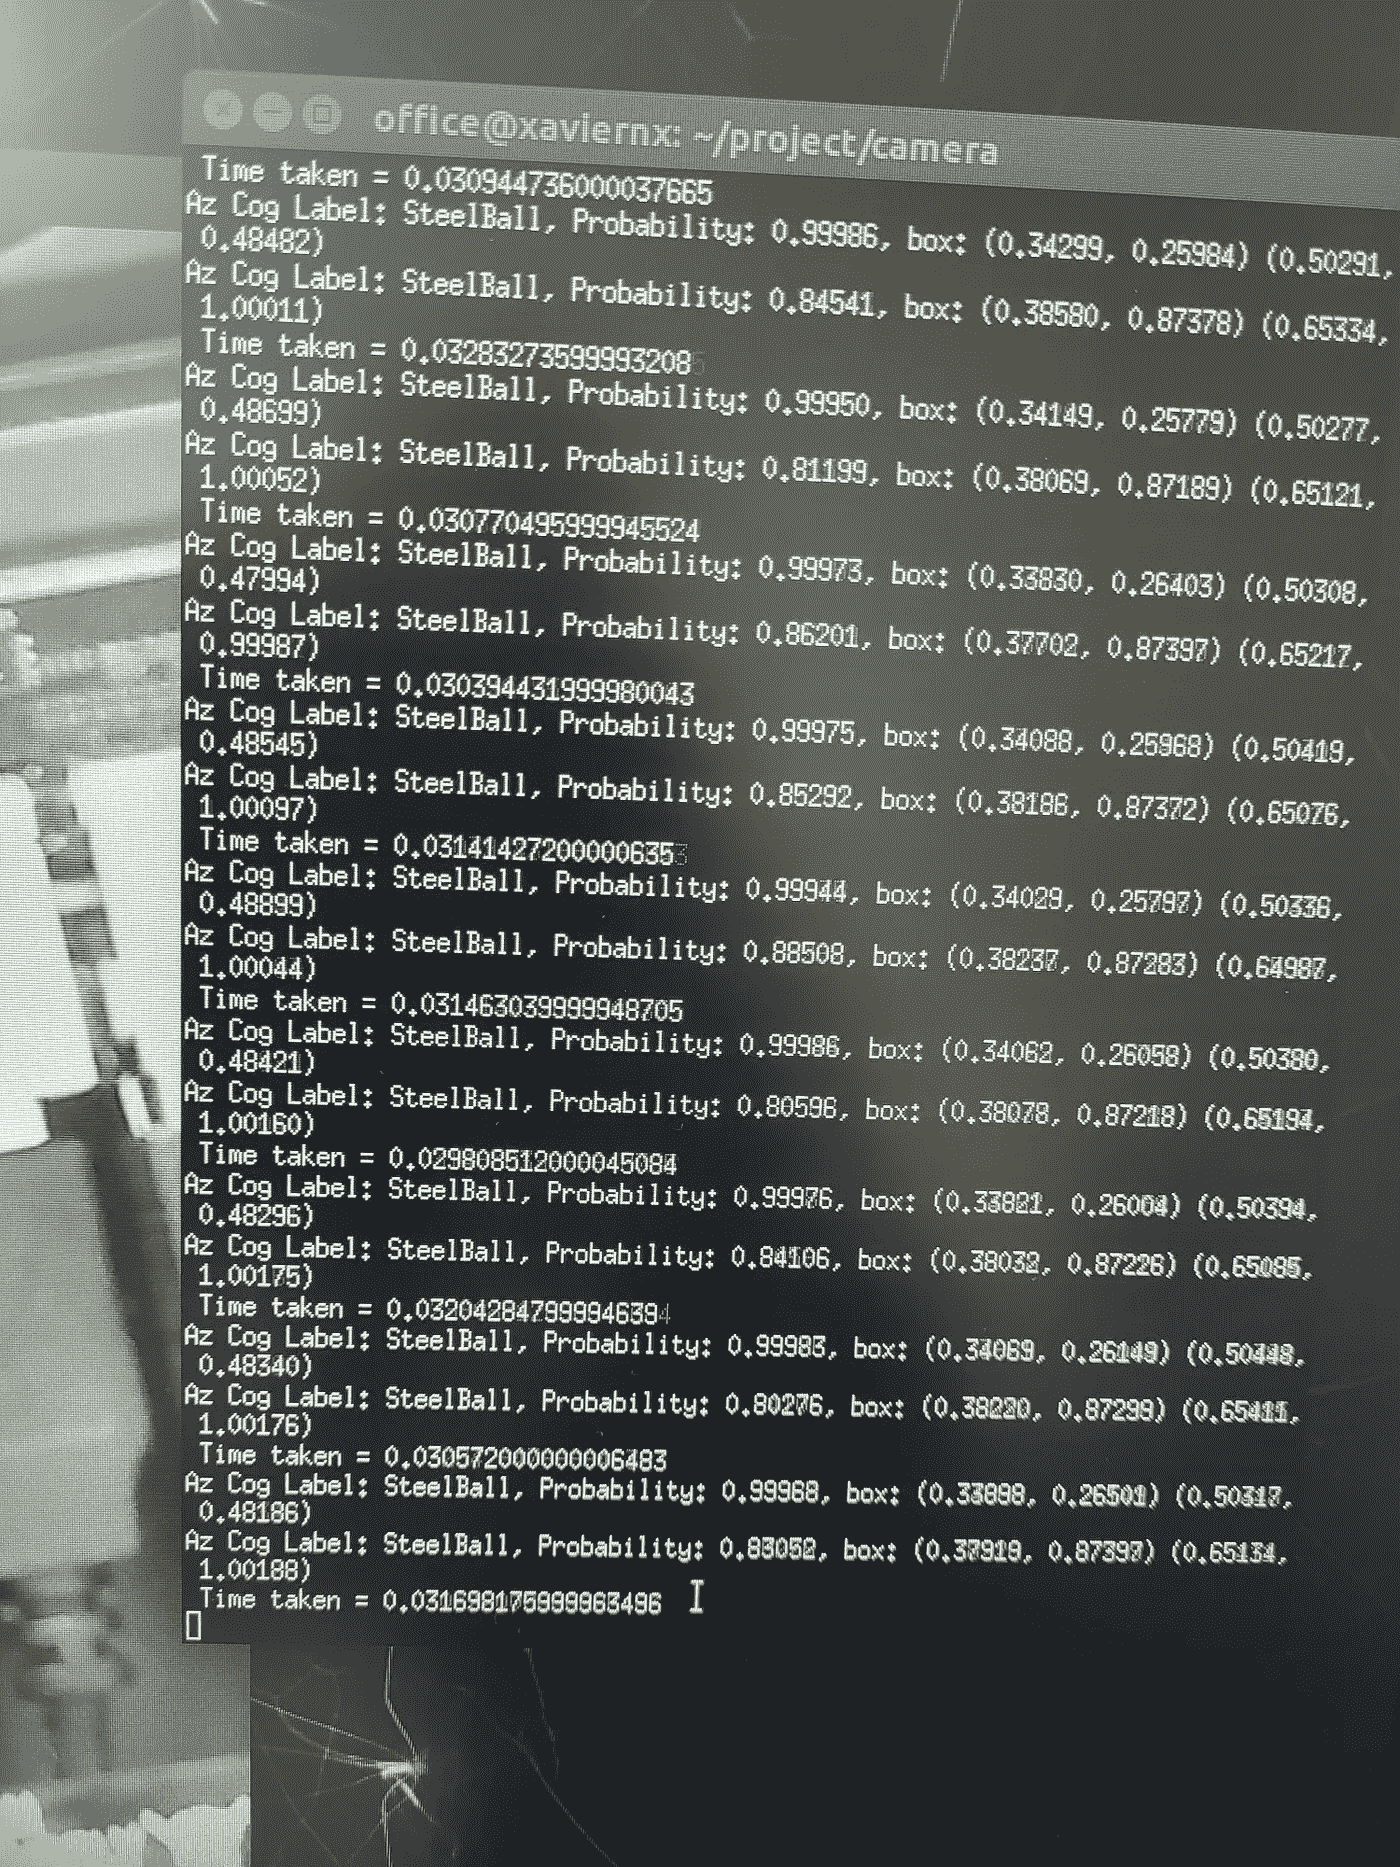 office@xaviernx: ~/project/camera
Time taken = 0.030944736000037665
Az Cog Label: SteelBall, Probability: 0.99986, box: (0.34299, 0.25984) (0.50291,
0.48482)
Az Cog Label: SteelBall, Probability: 0.84541, box: (0.38580, 0.87378) (0.65334,
1.00011)
Time taken = 0.032832735999932086
Az Cog Label: SteelBall, Probability: 0.99950, box: (0.34149, 0.25779) (0.50277,
0.48699)
Az Cog Label: SteelBall, Probability: 0.81199, box: (0.38069, 0.87189) (0.65121,
1.00052)
Time taken = 0.030770495999945524
Az Cog Label: SteelBall, Probability: 0.99973, box: (0.33830, 0.26403) (0.50308,
0.47994)
Az Cog Label: SteelBall, Probability: 0.86201, box: (0.37702, 0.87397) (0.65217,
0.99987)
Time taken = 0.030394431999980043
Az Cog Label: SteelBall, Probability: 0.99975, box: (0.34088, 0.25968) (0.50419,
0.48545)
Az Cog Label: SteelBall, Probability: 0.85292, box: (0.38186, 0.87372) (0.65076,
1.00097)
Time taken = 0.031414272000006353
Az Cog Label: SteelBall, Probability: 0.99944, box: (0.34029, 0.25797) (0.50336,
0.48899)
Az Cog Label: SteelBall, Probability: 0.88508, box: (0.38237, 0.87283) (0.64987,
1.00044)
Time taken = 0.031463039999948705
Az Cog Label: SteelBall, Probability: 0.99986, box: (0.34062, 0.26058) (0.50380,
0.48421)
Az Cog Label: SteelBall, Probability: 0.80596, box: (0.38078, 0.87218) (0.65194,
1.00160)
Time taken = 0.029808512000045084
Az Cog Label: SteelBall, Probability: 0.99976, box: (0.33821, 0.26004) (0.50394,
0.48296)
Az Cog Label: SteelBall, Probability: 0.84106, box: (0.38032, 0.87226) (0.65085,
1.00175)
Time taken = 0.032042847999946394
Az Cog Label: SteelBall, Probability: 0.99983, box: (0.34069, 0.26149) (0.50448,
0.48340)
Az Cog Label: SteelBall, Probability: 0.80276, box: (0.38220, 0.87299) (0.65411,
1.00176)
Time taken = 0.030572000000006483
Az Cog Label: SteelBall, Probability: 0.99968, box: (0.33898, 0.26501) (0.50317,
0.48186)
Az Cog Label: SteelBall, Probability: 0.83052, box: (0.37919, 0.87397) (0.65134,
1.00188)
Time taken = 0.031698175999963496